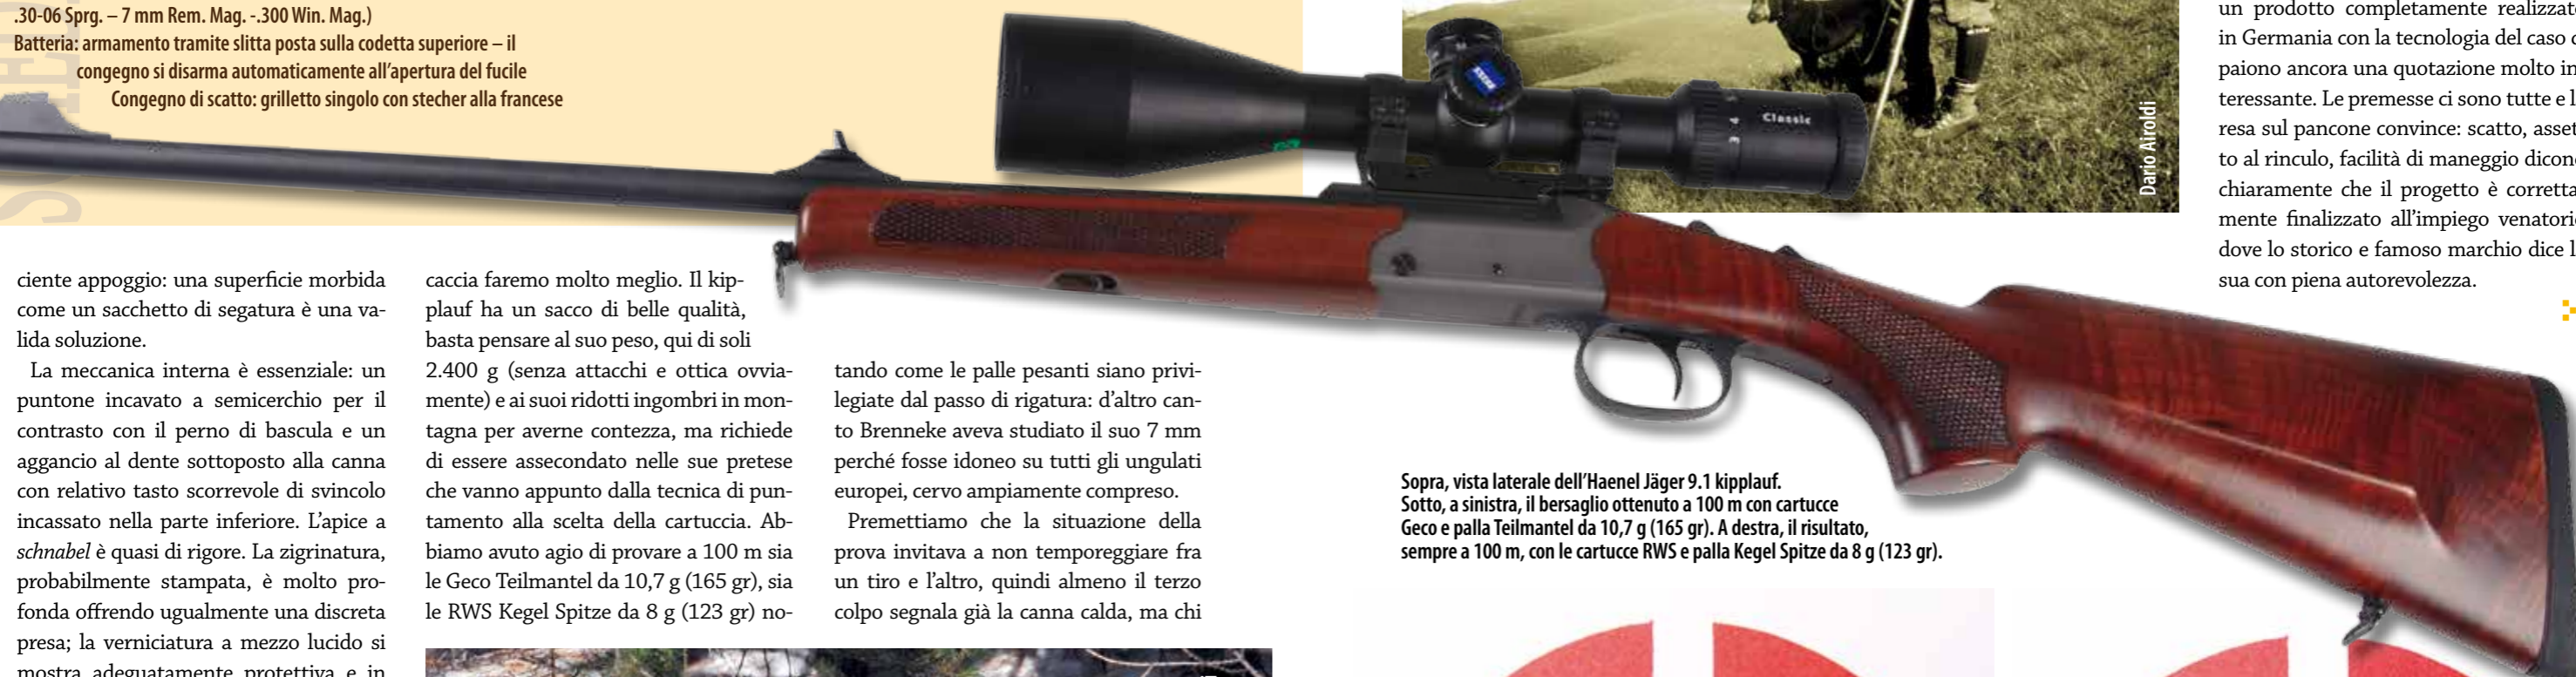 .30-06 Sprg. – 7 mm Rem. Mag. -.300 Win. Mag.)
Batteria: armamento tramite slitta posta sulla codetta superiore – il
congegno si disarma automaticamente all'apertura del fucile
Congegno di scatto: grilletto singolo con stecher alla francese
ciente appoggio: una superficie morbida
come un sacchetto di segatura è una va-
lida soluzione.
La meccanica interna è essenziale: un
puntone incavato a semicerchio per il
contrasto con il perno di bascula e un
aggancio al dente sottoposto alla canna
con relativo tasto scorrevole di svincolo
incassato nella parte inferiore. L'apice a
schnabel è quasi di rigore. La zigrinatura,
probabilmente stampata, è molto pro-
fonda offrendo ugualmente una discreta
presa; la verniciatura a mezzo lucido si
mostra adeguatamente protettiva e in
caccia faremo molto meglio. Il kip-
plauf ha un sacco di belle qualità,
basta pensare al suo peso, qui di soli
2.400 g (senza attacchi e ottica ovvia-
mente) e ai suoi ridotti ingombri in mon-
tagna per averne contezza, ma richiede
di essere assecondato nelle sue pretese
che vanno appunto dalla tecnica di pun-
tamento alla scelta della cartuccia. Ab-
biamo avuto agio di provare a 100 m sia
le Geco Teilmantel da 10,7 g (165 gr), sia
le RWS Kegel Spitze da 8 g (123 gr) no-
tando come le palle pesanti siano privi-
legiate dal passo di rigatura: d'altro can-
to Brenneke aveva studiato il suo 7 mm
perché fosse idoneo su tutti gli ungulati
europei, cervo ampiamente compreso.
Premettiamo che la situazione della
prova invitava a non temporeggiare fra
un tiro e l'altro, quindi almeno il terzo
colpo segnala già la canna calda, ma chi
ZEISS
3 4 Classic
Dario Airoldi
Sopra, vista laterale dell'Haenel Jäger 9.1 kipplauf.
Sotto, a sinistra, il bersaglio ottenuto a 100 m con cartucce
Geco e palla Teilmantel da 10,7 g (165 gr). A destra, il risultato,
sempre a 100 m, con le cartucce RWS e palla Kegel Spitze da 8 g (123 gr).
un prodotto completamente realizzato
in Germania con la tecnologia del caso
paiono ancora una quotazione molto in-
teressante. Le premesse ci sono tutte e
resa sul pancone convince: scatto, asset-
to al rinculo, facilità di maneggio dicono
chiaramente che il progetto è corretta-
mente finalizzato all'impiego venatorio
dove lo storico e famoso marchio dice
sua con piena autorevolezza.